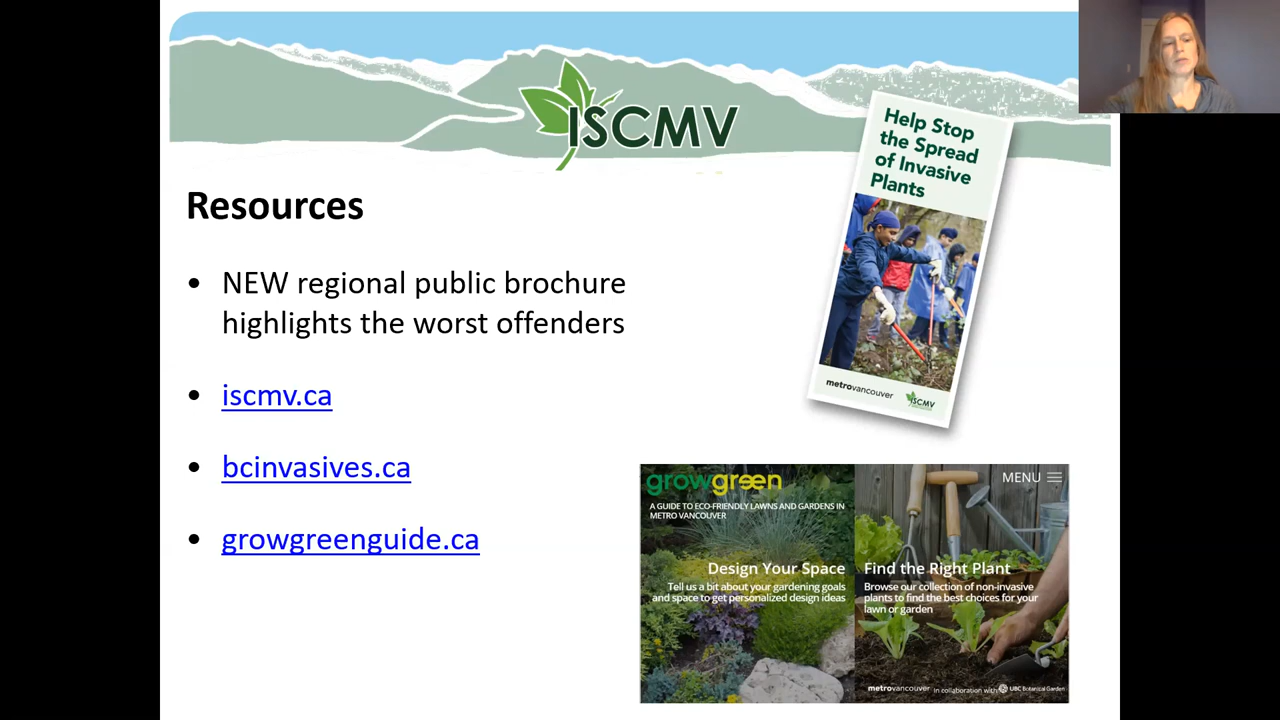 ISCMV
Help Stop
the Spread
of Invasive
Plants
metrovancouver
ISCMV
Resources
• NEW regional public brochure
highlights the worst offenders
• iscmv.ca
• bcinvasives.ca
• growgreenguide.ca
growgreen
A GUIDE TO ECO-FRIENDLY LAWNS AND GARDENS IN
METRO VANCOUVER
MENU
Design Your Space
Tell us a bit about your gardening goals
and space to get personalized design ideas
Find the Right Plant
Browse our collection of non-invasive
plants to find the best choices for your
lawn or garden
metrovancouver in collaboration with UBC Botanical Garden